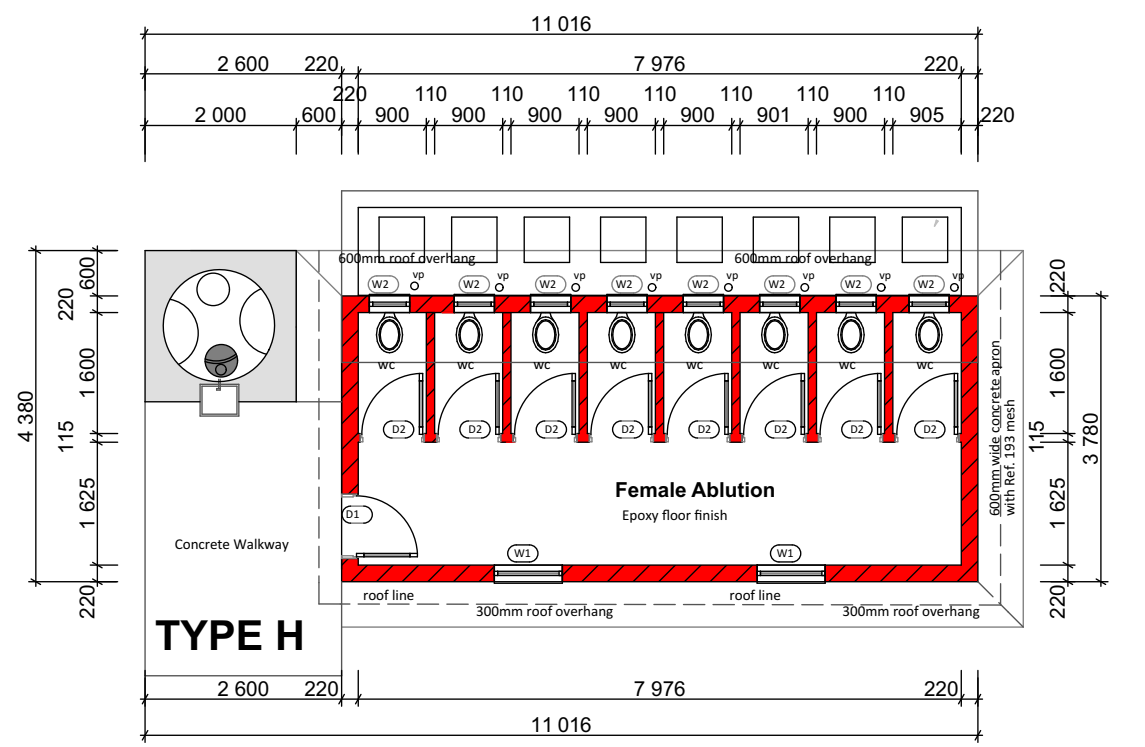 11 016
2 600 220 7 976 220
220 110 110 110 110 110 110 110
2 000 600 900 900 900 900 900 901 900 905 220
600mm roof overhang 600mm roof overhang
W2 vp W2 vp W2 vp W2 vp W2 vp W2 vp W2 vp W2 vp
wc wc wc wc wc wc wc wc
D2 D2 D2 D2 D2 D2 D2 D2
600
220
1 600
4 380
115
1 625
220
220
1 600
3 780
115
1 625
220
600mm wide concrete apron
with Ref. 193 mesh
Female Ablution
Epoxy floor finish
D1
Concrete Walkway
W1 W1
roof line roof line
300mm roof overhang 300mm roof overhang
TYPE H
2 600 220 7 976 220
11 016